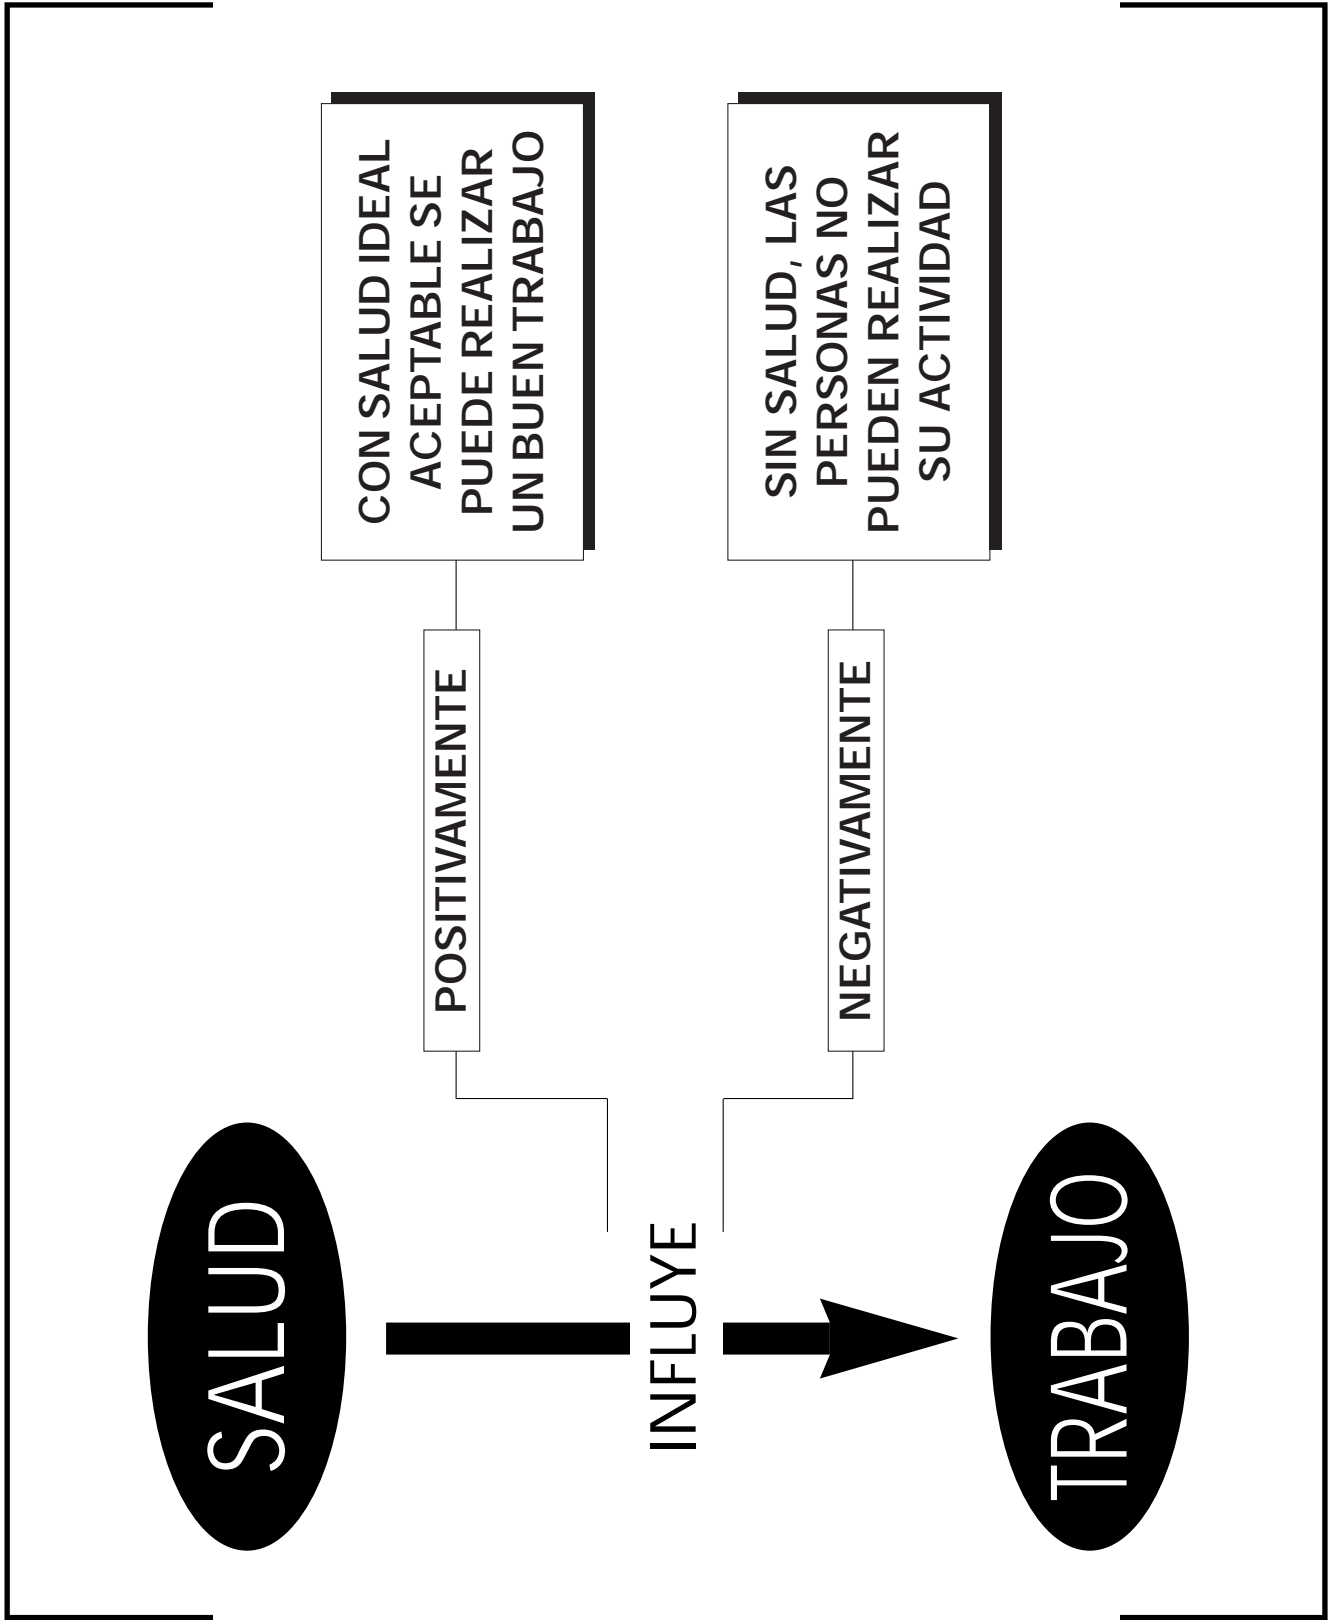 SALUD
INFLUYE
TRABAJO
POSITIVAMENTE
CON SALUD IDEAL
ACEPTABLE SE
PUEDE REALIZAR
UN BUEN TRABAJO
NEGATIVAMENTE
SIN SALUD, LAS
PERSONAS NO
PUEDEN REALIZAR
SU ACTIVIDAD